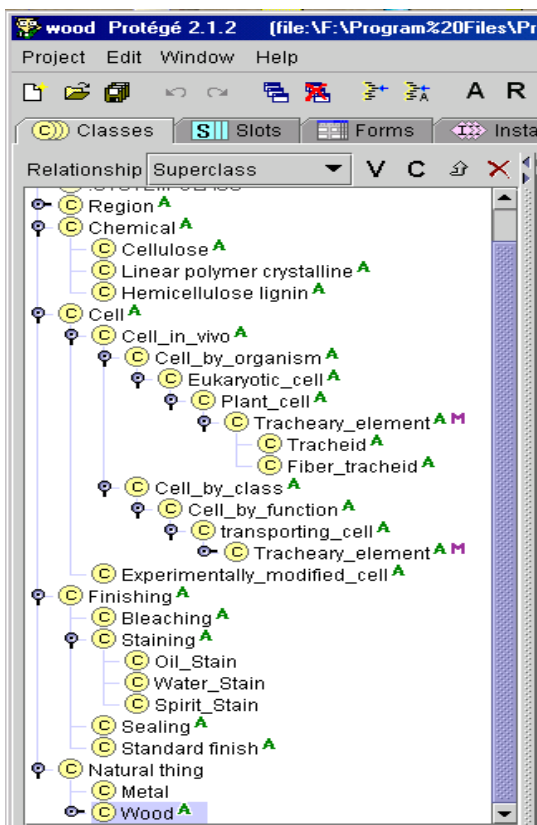 wood Protégé 2.1.2 (file:\F:\Program%20Files\Pr
Project Edit Window Help
A R
C Classes S Slots Forms I Insta
Relationship Superclass V C
:SYSTEM-CLASS
C Region A
C Chemical A
C Cellulose A
C Linear polymer crystalline A
C Hemicellulose lignin A
C Cell A
C Cell_in_vivo A
C Cell_by_organism A
C Eukaryotic_cell A
C Plant_cell A
C Tracheary_element A M
C Tracheid A
C Fiber_tracheid A
C Cell_by_class A
C Cell_by_function A
C transporting_cell A
C Tracheary_element A M
C Experimentally_modified_cell A
C Finishing A
C Bleaching A
C Staining A
C Oil_Stain
C Water_Stain
C Spirit_Stain
C Sealing A
C Standard finish A
C Natural thing
C Metal
C Wood A